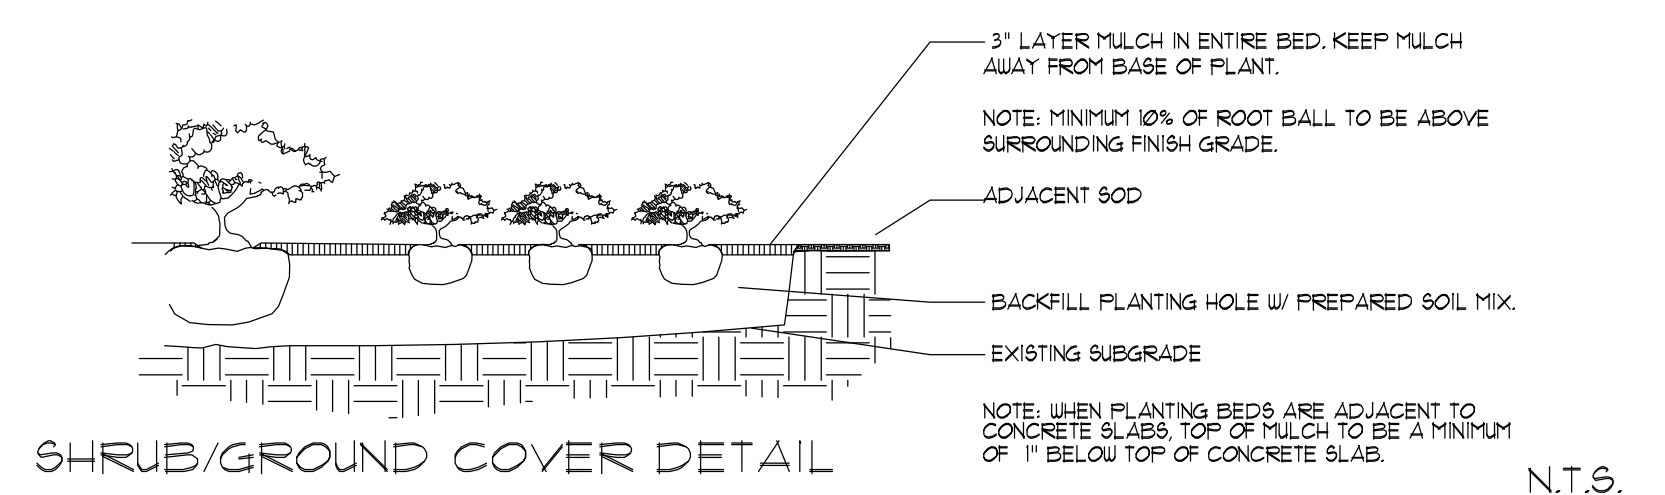 3" LAYER MULCH IN ENTIRE BED. KEEP MULCH
AWAY FROM BASE OF PLANT.
NOTE: MINIMUM 10% OF ROOT BALL TO BE ABOVE
SURROUNDING FINISH GRADE.
ADJACENT SOD
BACKFILL PLANTING HOLE W/ PREPARED SOIL MIX.
EXISTING SUBGRADE
NOTE: WHEN PLANTING BEDS ARE ADJACENT TO
CONCRETE SLABS, TOP OF MULCH TO BE A MINIMUM
OF 1" BELOW TOP OF CONCRETE SLAB.
SHRUB/GROUND COVER DETAIL
N.T.S.